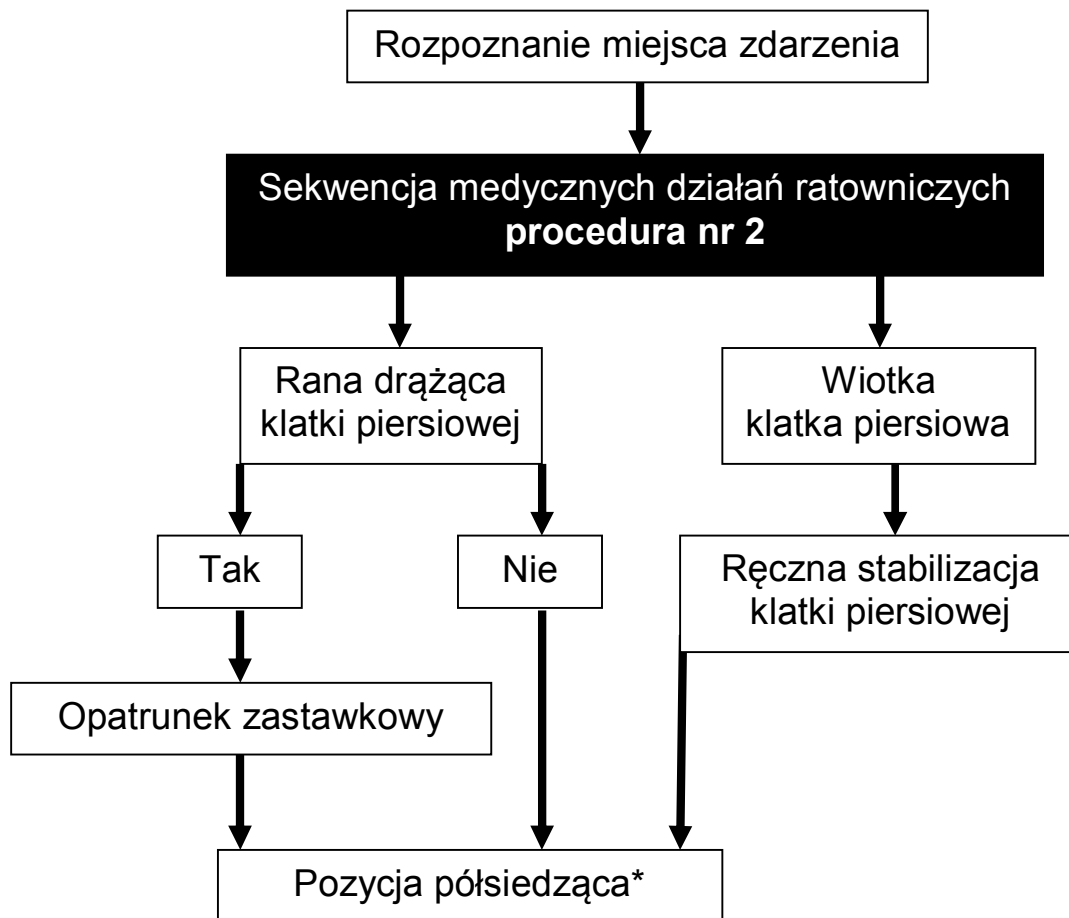 Rozpoznanie miejsca zdarzenia
Sekwencja medycznych działań ratowniczych
procedura nr 2
Rana drążąca
klatki piersiowej
Wiotka
klatka piersiowa
Tak
Nie
Ręczna stabilizacja
klatki piersiowej
Opatrunek zastawkowy
Pozycja półsiedząca*